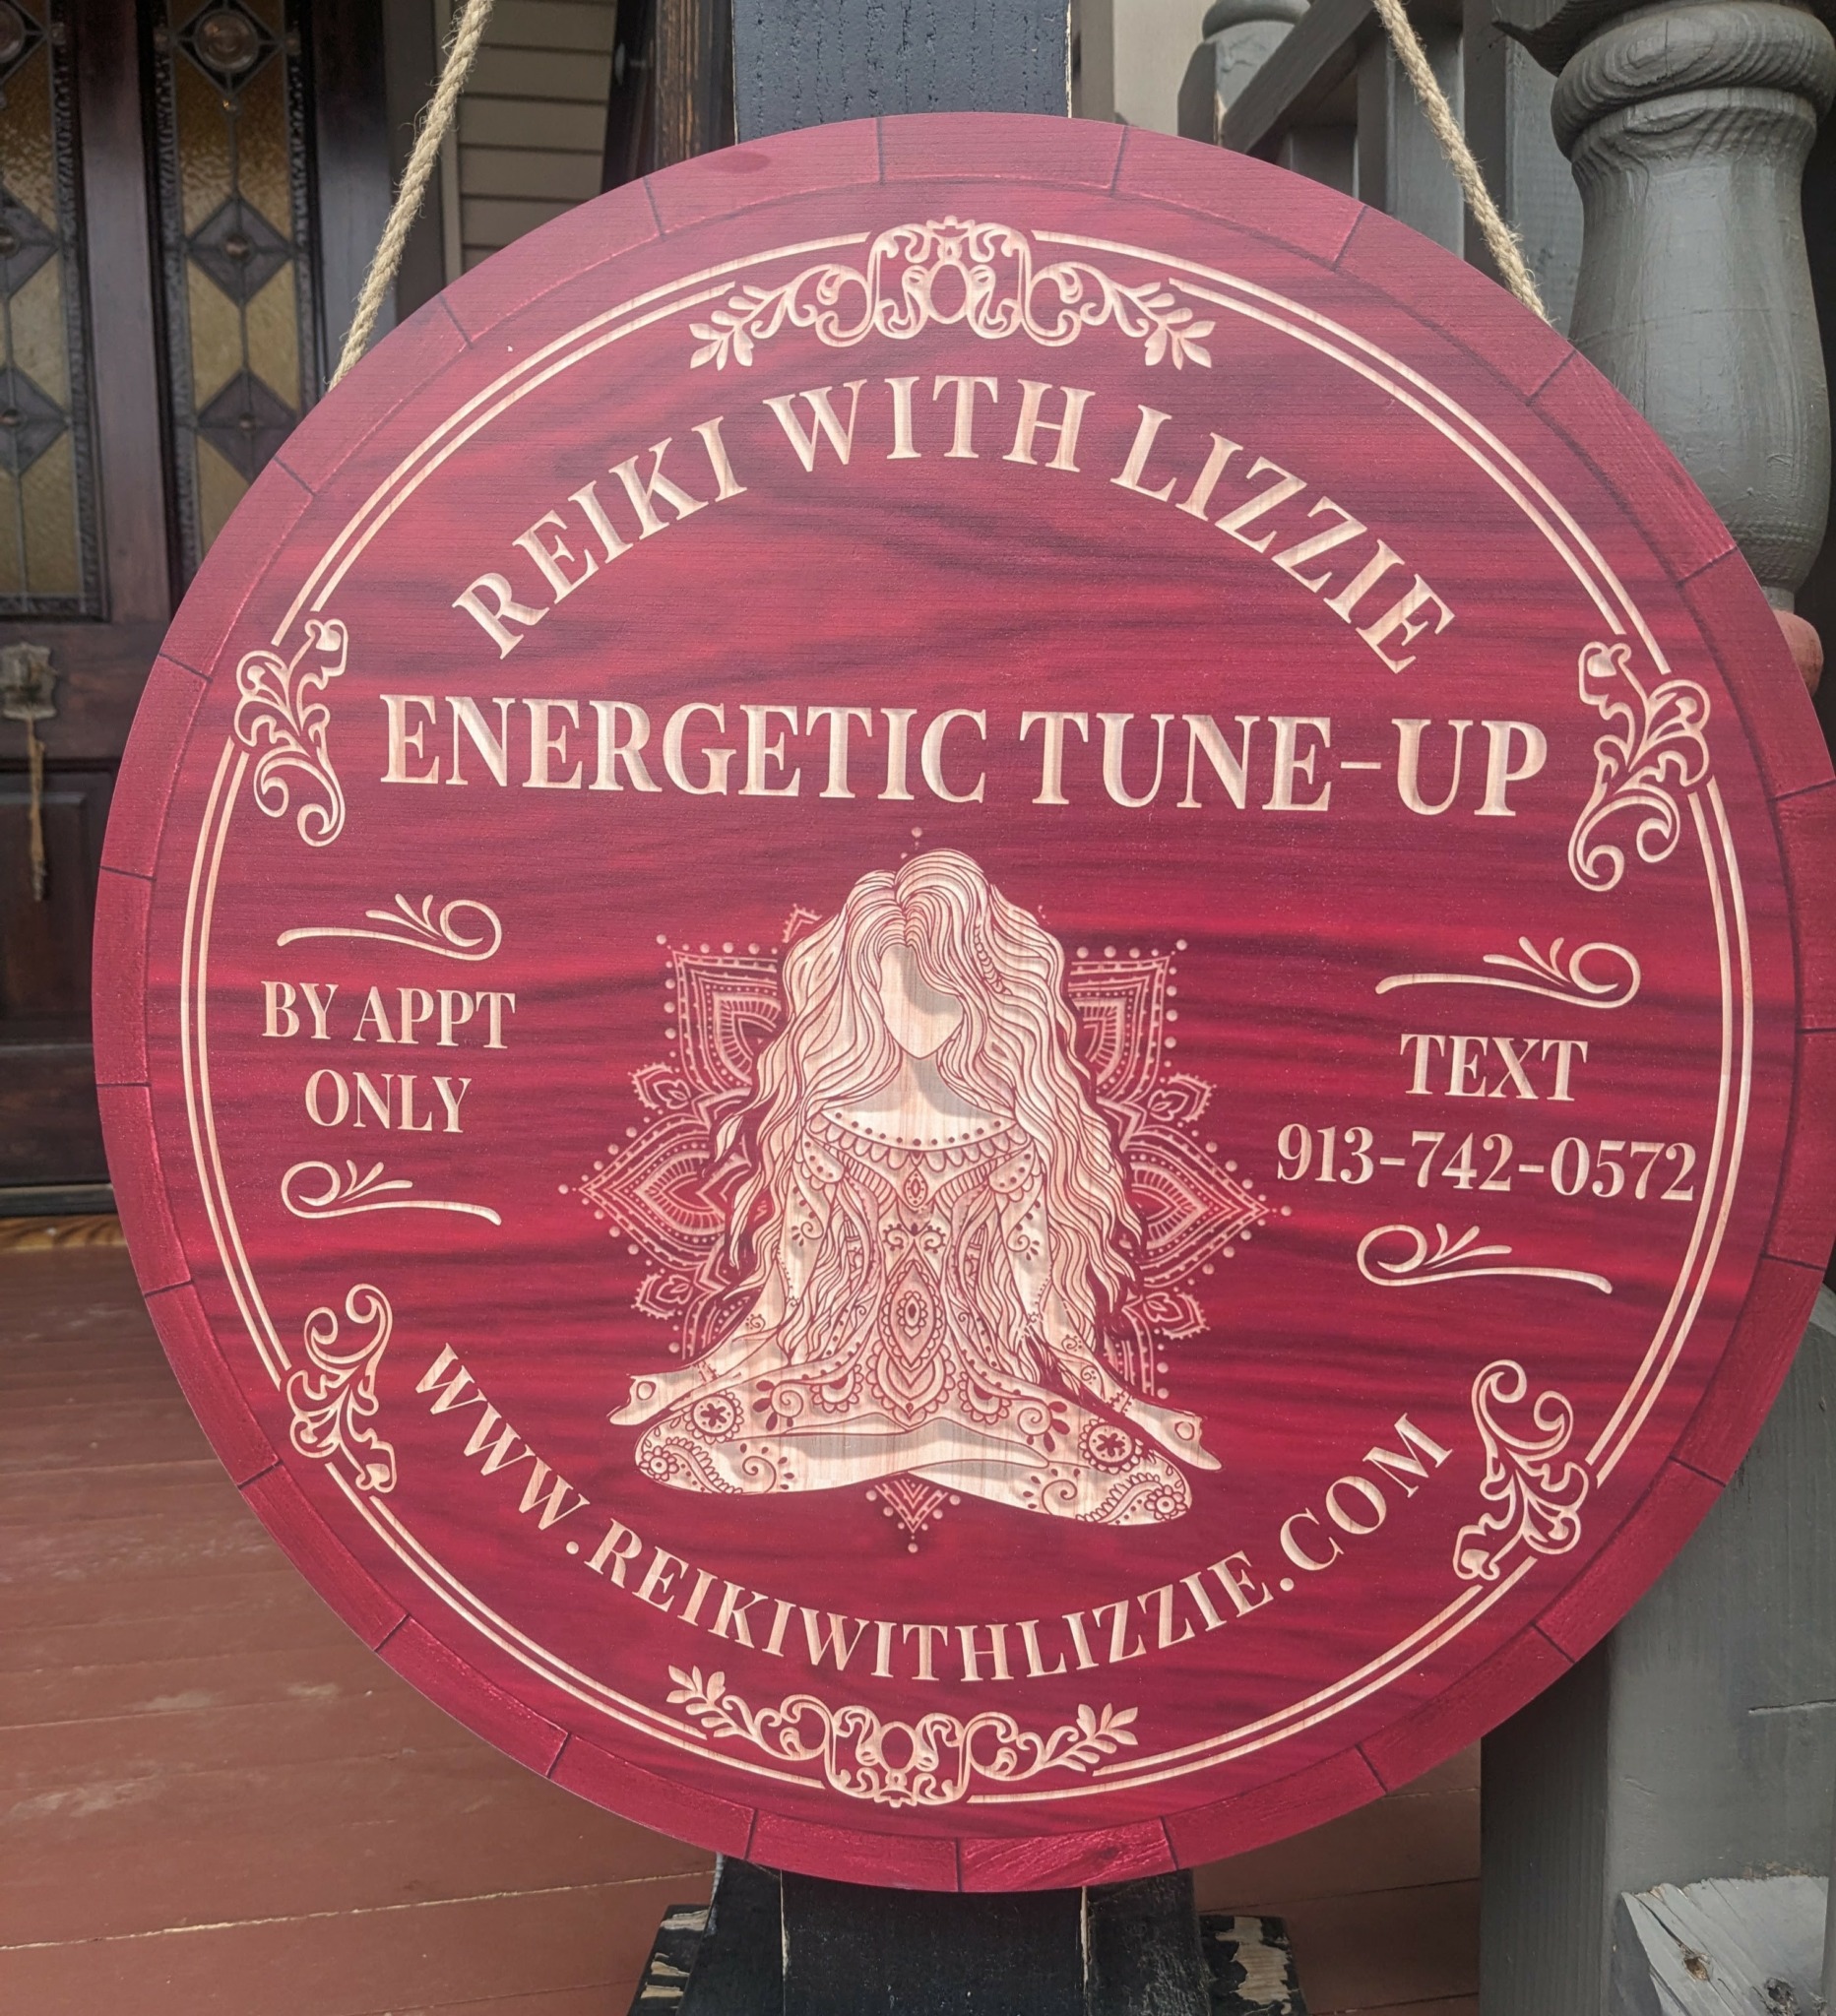 REIKI WITH LIZZIE
ENERGETIC TUNE-UP
BY APPT
ONLY
TEXT
913-742-0572
WWW.REIKIWITHLIZZIE.COM